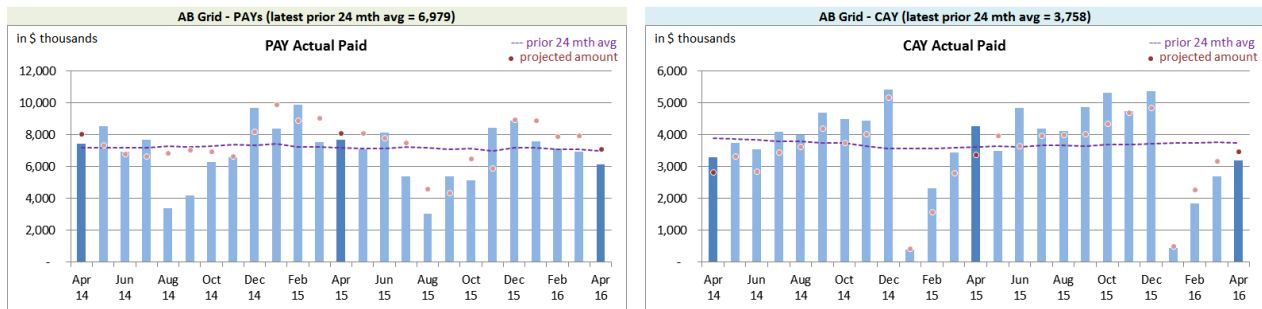 AB Grid - PAYs (latest prior 24 mth avg = 6,979)
in $ thousands
PAY Actual Paid
--- prior 24 mth avg
projected amount
12,000
10,000
8,000
6,000
4,000
2,000
-
Apr Jun Aug Oct Dec Feb Apr Jun Aug Oct Dec Feb Apr
14 14 14 14 14 15 15 15 15 15 15 16 16
AB Grid - CAY (latest prior 24 mth avg = 3,758)
in $ thousands
CAY Actual Paid
--- prior 24 mth avg
projected amount
6,000
5,000
4,000
3,000
2,000
1,000
-
Apr Jun Aug Oct Dec Feb Apr Jun Aug Oct Dec Feb Apr
14 14 14 14 14 15 15 15 15 15 15 16 16